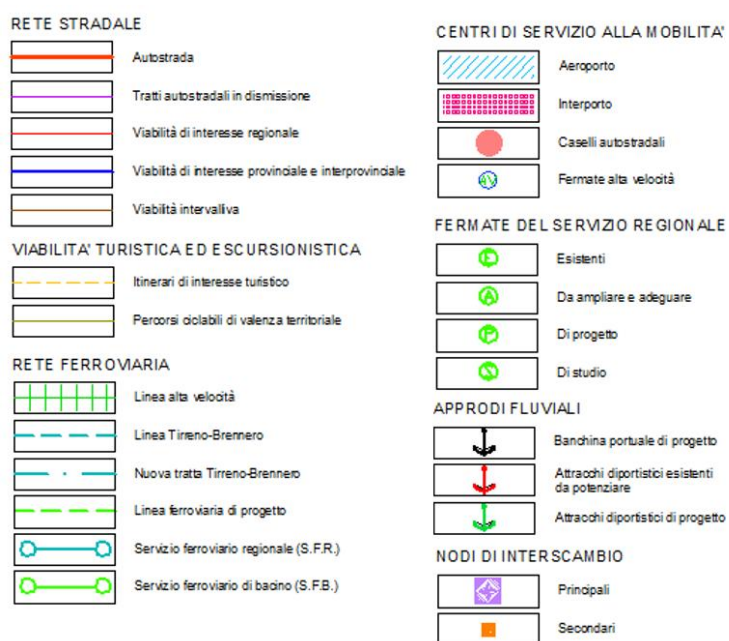 RETE STRADALE
Autostrada
Tratti autostradali in dismissione
Viabilità di interesse regionale
Viabilità di interesse provinciale e interprovinciale
Viabilità intervalliva
VIABILITA' TURISTICA ED ESCURSIONISTICA
Itinerari di interesse turistico
Percorsi ciclabili di valenza territoriale
RETE FERROVIARIA
Linea alta velocità
Linea Tirreno-Brennero
Nuova tratta Tirreno-Brennero
Linea ferroviaria di progetto
Servizio ferroviario regionale (S.F.R.)
Servizio ferroviario di bacino (S.F.B.)
CENTRI DI SERVIZIO ALLA MOBILITA'
Aeroporto
Interporto
Caselli autostradali
AV
Fermate alta velocità
FERMATE DEL SERVIZIO REGIONALE
E
Esistenti
A
Da ampliare e adeguare
P
Di progetto
S
Di studio
APPRODI FLUVIALI
Banchina portuale di progetto
Attracchi diportistici esistenti
da potenziare
Attracchi diportistici di progetto
NODI DI INTERSCAMBIO
Principali
Secondari